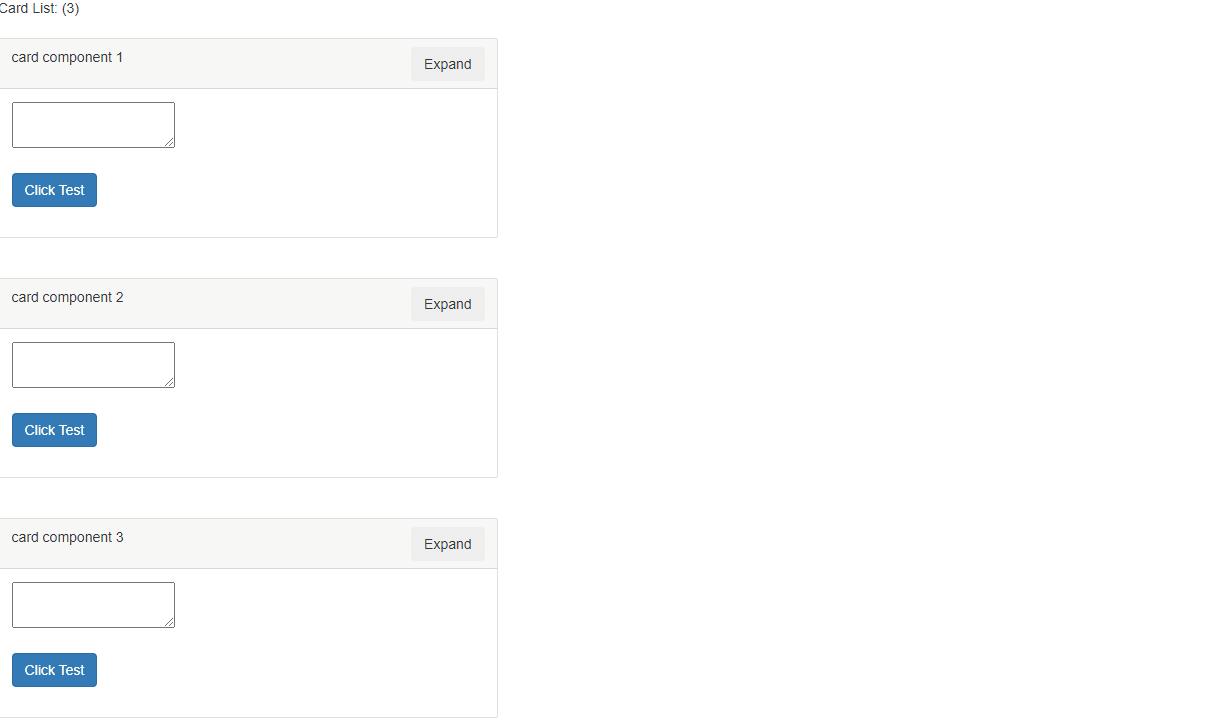 Card List: (3)
card component 1
Expand
Click Test
card component 2
Expand
Click Test
card component 3
Expand
Click Test